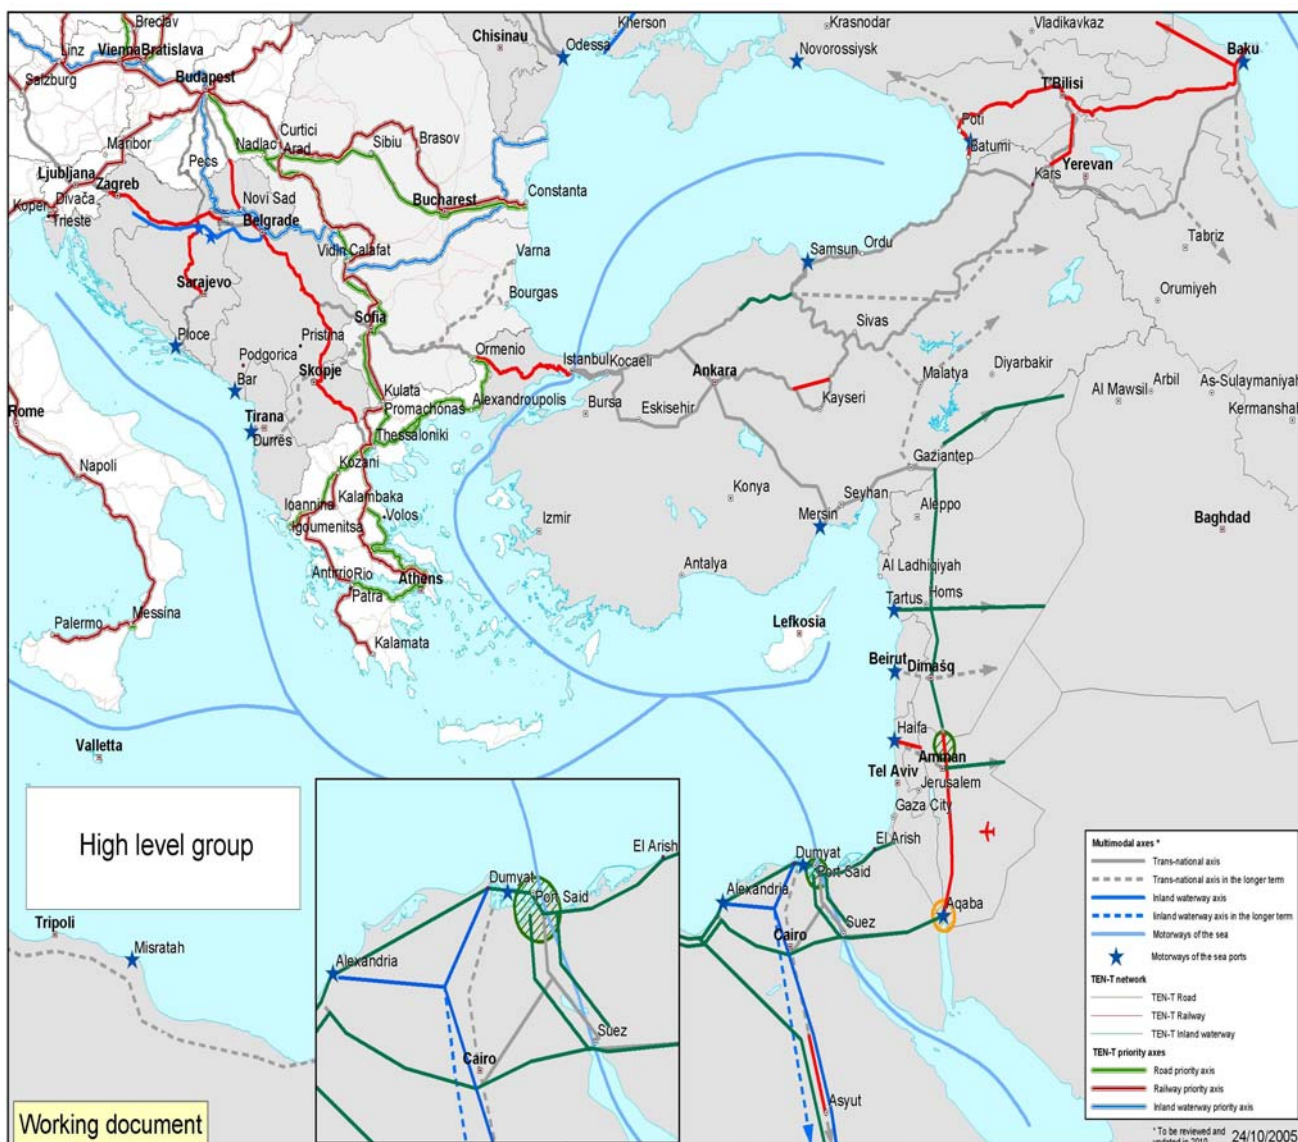 Breclav
Linz
Vienna
Bratislava
Salzburg
Budapest
Chisinau
Odessa
Kherson
Krasnodar
Novorossiysk
Vladikavkaz
Baku
T'Bilisi
Poti
Batumi
Kars
Yerevan
Tabriz
Orumiyeh
Maribor
Pecs
Nadlac
Curtici
Arad
Sibiu
Brasov
Ljubljana
Zagreb
Koper
Divača
Trieste
Novi Sad
Belgrade
Bucharest
Constanta
Vidin
Calafat
Varna
Bourgas
Samsun
Ordu
Sarajevo
Sofia
Ploce
Pristina
Podgorica
Skopje
Bar
Tirana
Durres
Ormenio
Istanbul
Kocaeli
Ankara
Sivas
Kayseri
Malatya
Diyarbakir
Al Mawsil
Arbil
As-Sulaymaniyah
Kermanshah
Kulata
Promachonas
Alexandroupolis
Bursa
Eskisehir
Rome
Napoli
Thessaloniki
Kozani
Ioannina
Kalambaka
Igoumenitsa
Volos
Gaziantep
Konya
Seyhan
Mersin
Aleppo
Baghdad
Izmir
Antalya
Antirrio
Rio
Athens
Patra
Kalamata
Palermo
Messina
Al Ladhiqiyah
Tartus
Homs
Lefkosia
Beirut
Dimašq
Haifa
Amman
Tel Aviv
Jerusalem
Gaza City
Valletta
El Arish
Dumyat
Port Said
Alexandria
Suez
Cairo
Aqaba
Asyut
High level group
Tripoli
Misratah
El Arish
Dumyat
Port Said
Alexandria
Suez
Cairo
Multimodal axes *
Trans-national axis
Trans-national axis in the longer term
Inland waterway axis
Iinland waterway axis in the longer term
Motorways of the sea
Motorways of the sea ports
TEN-T network
TEN-T Road
TEN-T Railway
TEN-T Inland waterway
TEN-T priority axes
Road priority axis
Railway priority axis
Inland waterway priority axis
* To be reviewed and
updated in 2010
24/10/2005
Working document